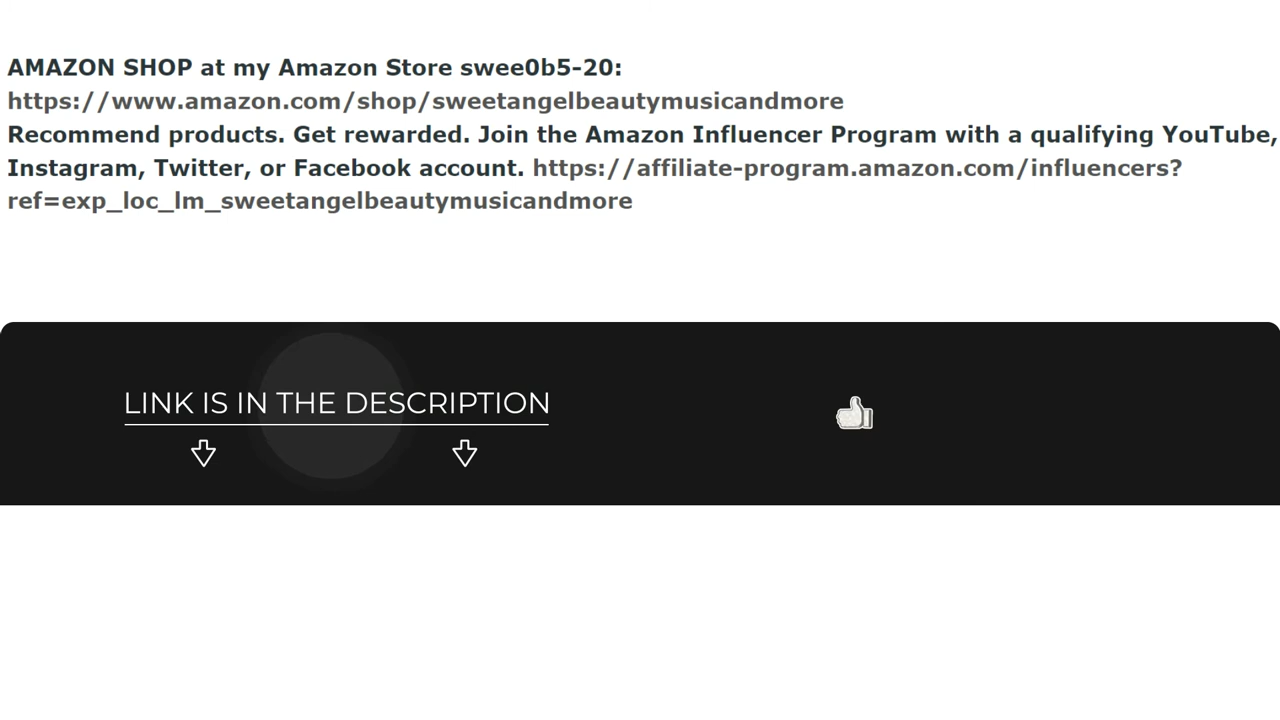 AMAZON SHOP at my Amazon Store swee0b5-20:
https://www.amazon.com/shop/sweetangelbeautymusicandmore
Recommend products. Get rewarded. Join the Amazon Influencer Program with a qualifying YouTube,
Instagram, Twitter, or Facebook account. https://affiliate-program.amazon.com/influencers?
ref=exp_loc_lm_sweetangelbeautymusicandmore
LINK IS IN THE DESCRIPTION